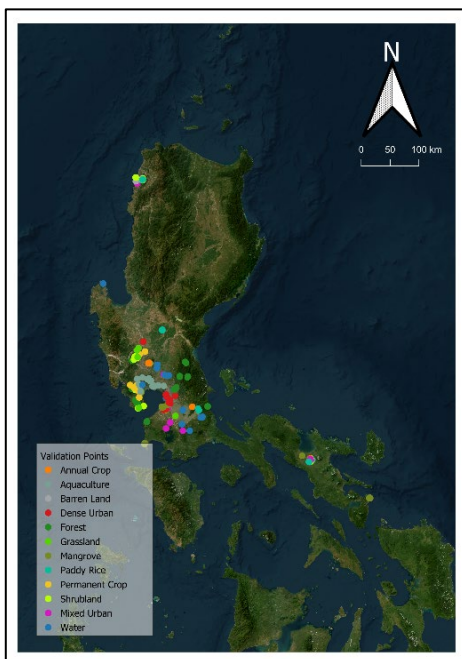 N
0 50 100 km
Validation Points
Annual Crop
Aquaculture
Barren Land
Dense Urban
Forest
Grassland
Mangrove
Paddy Rice
Permanent Crop
Shrubland
Mixed Urban
Water